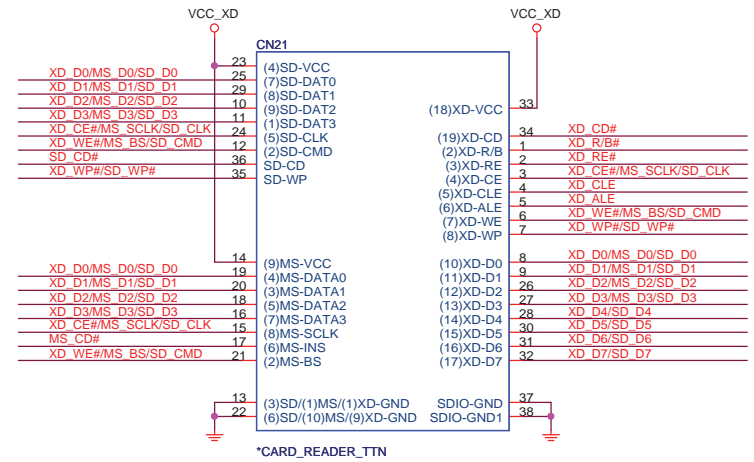 VCC_XD VCC_XD
CN21
23 (4)SD-VCC
XD_D0/MS_D0/SD_D0 25 (7)SD-DAT0
XD_D1/MS_D1/SD_D1 29 (8)SD-DAT1
XD_D2/MS_D2/SD_D2 10 (9)SD-DAT2
XD_D3/MS_D3/SD_D3 11 (1)SD-DAT3
XD_CE#/MS_SCLK/SD_CLK 24 (5)SD-CLK
XD_WE#/MS_BS/SD_CMD 12 (2)SD-CMD
SD_CD# 36 SD-CD
XD_WP#/SD_WP# 35 SD-WP
(18)XD-VCC 33
(19)XD-CD 34 XD_CD#
(2)XD-R/B 1 XD_R/B#
(3)XD-RE 2 XD_RE#
(4)XD-CE 3 XD_CE#/MS_SCLK/SD_CLK
(5)XD-CLE 4 XD_CLE
(6)XD-ALE 5 XD_ALE
(7)XD-WE 6 XD_WE#/MS_BS/SD_CMD
(8)XD-WP 7 XD_WP#/SD_WP#
14 (9)MS-VCC
XD_D0/MS_D0/SD_D0 19 (4)MS-DATA0
XD_D1/MS_D1/SD_D1 20 (3)MS-DATA1
XD_D2/MS_D2/SD_D2 18 (5)MS-DATA2
XD_D3/MS_D3/SD_D3 16 (7)MS-DATA3
XD_CE#/MS_SCLK/SD_CLK 15 (8)MS-SCLK
MS_CD# 17 (6)MS-INS
XD_WE#/MS_BS/SD_CMD 21 (2)MS-BS
(10)XD-D0 8 XD_D0/MS_D0/SD_D0
(11)XD-D1 9 XD_D1/MS_D1/SD_D1
(12)XD-D2 26 XD_D2/MS_D2/SD_D2
(13)XD-D3 27 XD_D3/MS_D3/SD_D3
(14)XD-D4 28 XD_D4/SD_D4
(15)XD-D5 30 XD_D5/SD_D5
(16)XD-D6 31 XD_D6/SD_D6
(17)XD-D7 32 XD_D7/SD_D7
13 (3)SD/(1)MS/(1)XD-GND SDIO-GND 37
22 (6)SD/(10)MS/(9)XD-GND SDIO-GND1 38
*CARD_READER_TTN